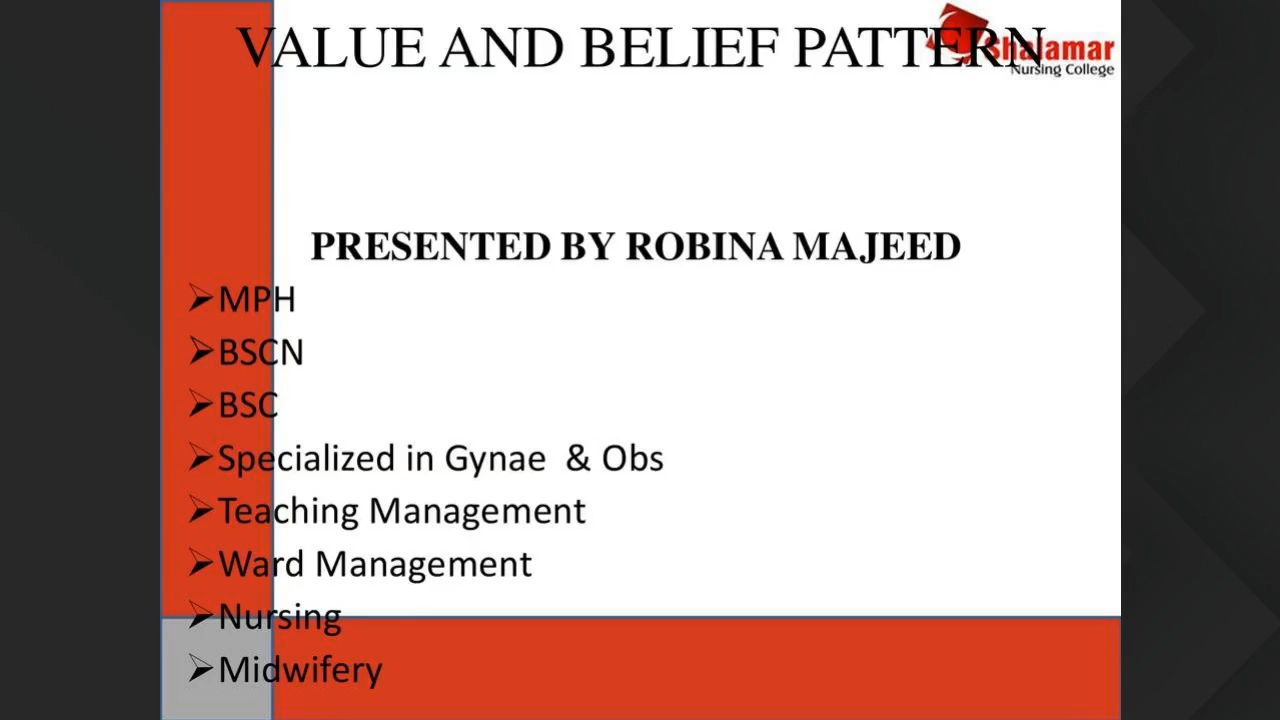 VALUE AND BELIEF PATTERN
Shalamar
Nursing College
PRESENTED BY ROBINA MAJEED
➢MPH
➢BSCN
➢BSC
➢Specialized in Gynae & Obs
➢Teaching Management
➢Ward Management
➢Nursing
➢Midwifery